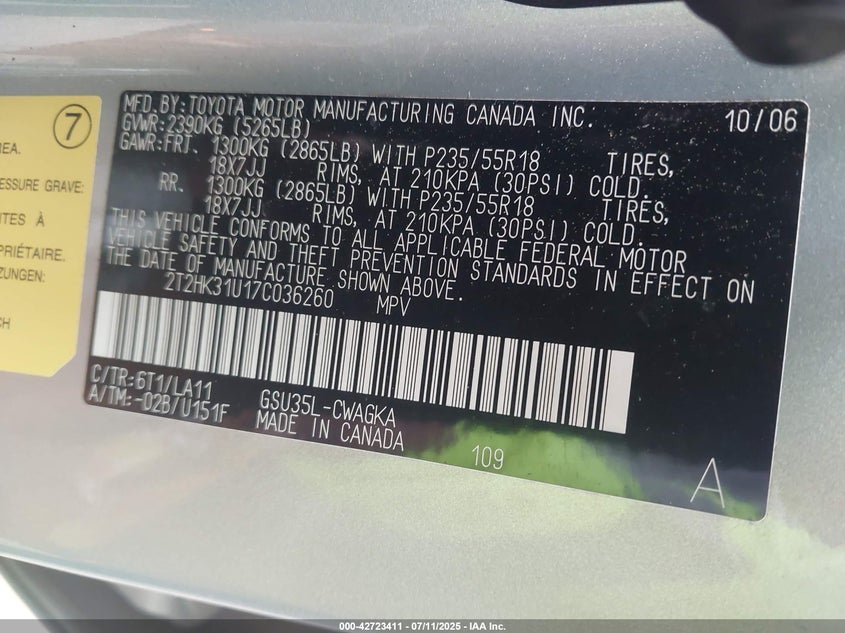 7
REA.
ESSURE GRAVE:
ITES À
PRIÉTAIRE.
ZUNGEN:
CH
MFD. BY: TOYOTA MOTOR MANUFACTURING CANADA INC. 10/06
GVWR: 2390KG (5265LB)
GAWR: FRT. 1300KG (2865LB) WITH P235/55R18 TIRES,
18X7JJ RIMS, AT 210KPA (30PSI) COLD.
RR. 1300KG (2865LB) WITH P235/55R18 TIRES,
18X7JJ RIMS, AT 210KPA (30PSI) COLD.
THIS VEHICLE CONFORMS TO ALL APPLICABLE FEDERAL MOTOR
VEHICLE SAFETY AND THEFT PREVENTION STANDARDS IN EFFECT ON
THE DATE OF MANUFACTURE SHOWN ABOVE.
2T2HK31U17C036260 MPV
C/TR: 6T1/LA11
A/TM: -02B/U151F
GSU35L-CWAGKA
MADE IN CANADA
109
A
000-42723411 - 07/11/2025 - IAA Inc.